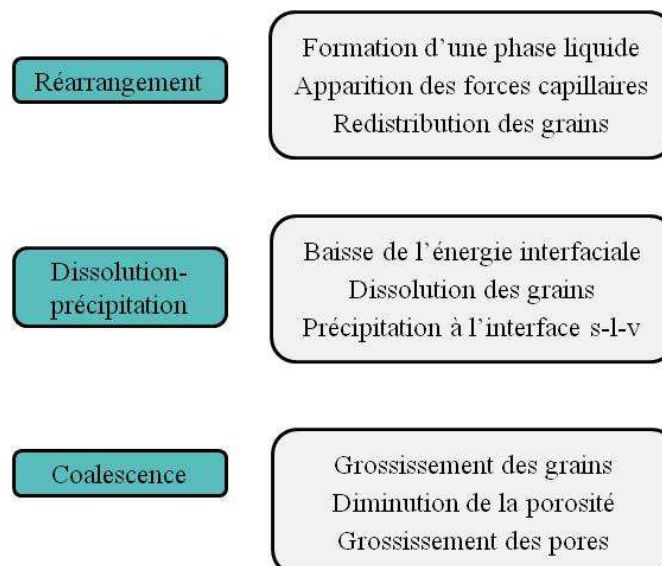 Réarrangement
Formation d'une phase liquide
Apparition des forces capillaires
Redistribution des grains
Dissolution-
précipitation
Baisse de l'énergie interfaciale
Dissolution des grains
Précipitation à l'interface s-l-v
Coalescence
Grossissement des grains
Diminution de la porosité
Grossissement des pores